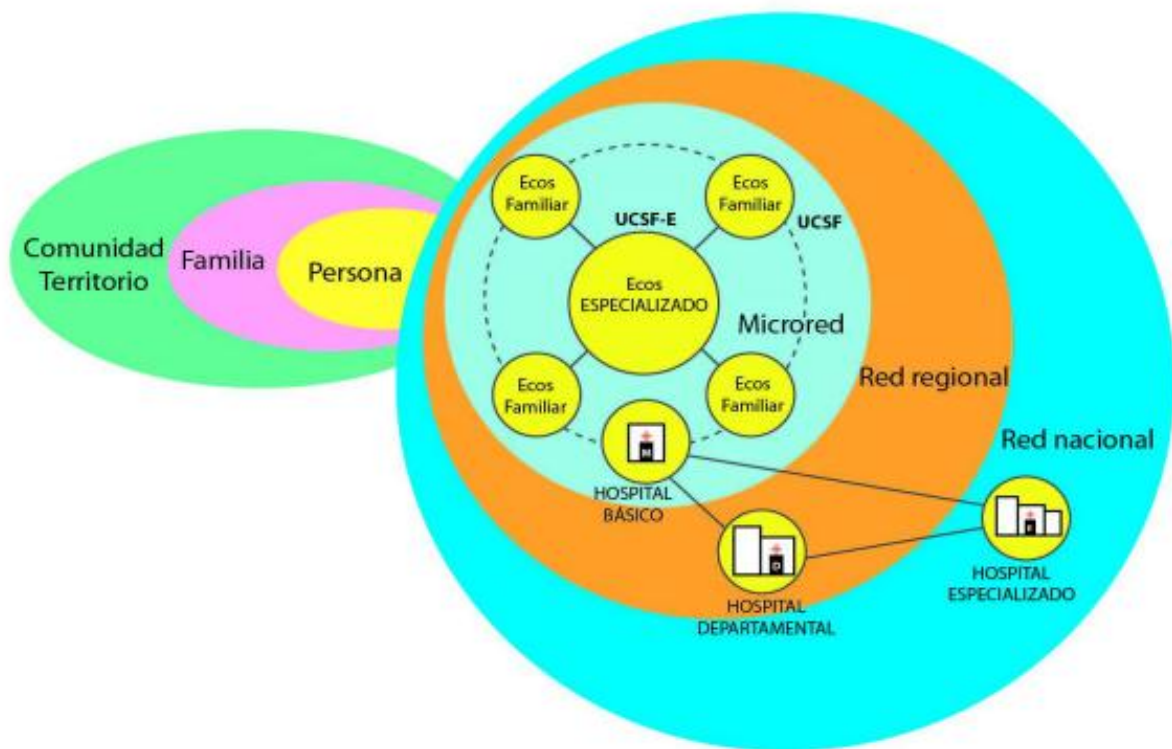 Comunidad
Territorio
Familia
Persona
Ecos
Familiar
Ecos
Familiar
UCSF-E
UCSF
Ecos
ESPECIALIZADO
Microred
Ecos
Familiar
Ecos
Familiar
Red regional
Red nacional
H
HOSPITAL
BÁSICO
D
HOSPITAL
DEPARTAMENTAL
E
HOSPITAL
ESPECIALIZADO